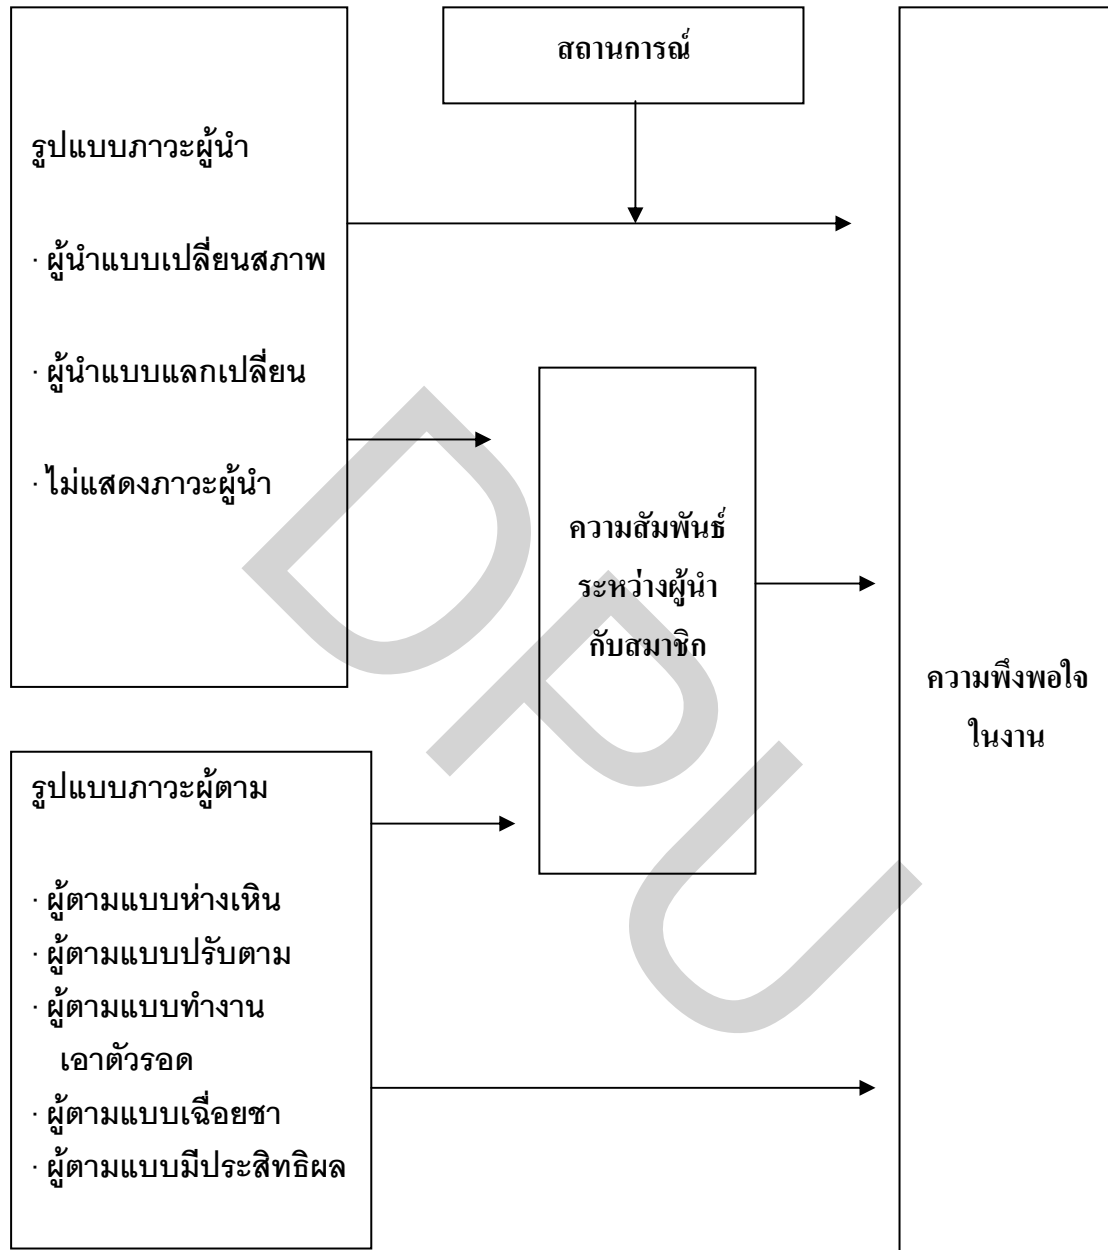 สถานการณ์
รูปแบบภาวะผู้นำ
· ผู้นำแบบเปลี่ยนสภาพ
· ผู้นำแบบแลกเปลี่ยน
· ไม่แสดงภาวะผู้นำ
ความสัมพันธ์
ระหว่างผู้นำ
กับสมาชิก
ความพึงพอใจ
ในงาน
รูปแบบภาวะผู้ตาม
· ผู้ตามแบบห่างเหิน
· ผู้ตามแบบปรับตาม
· ผู้ตามแบบทำงาน
เอาตัวรอด
· ผู้ตามแบบเฉื่อยชา
· ผู้ตามแบบมีประสิทธิผล
DPU